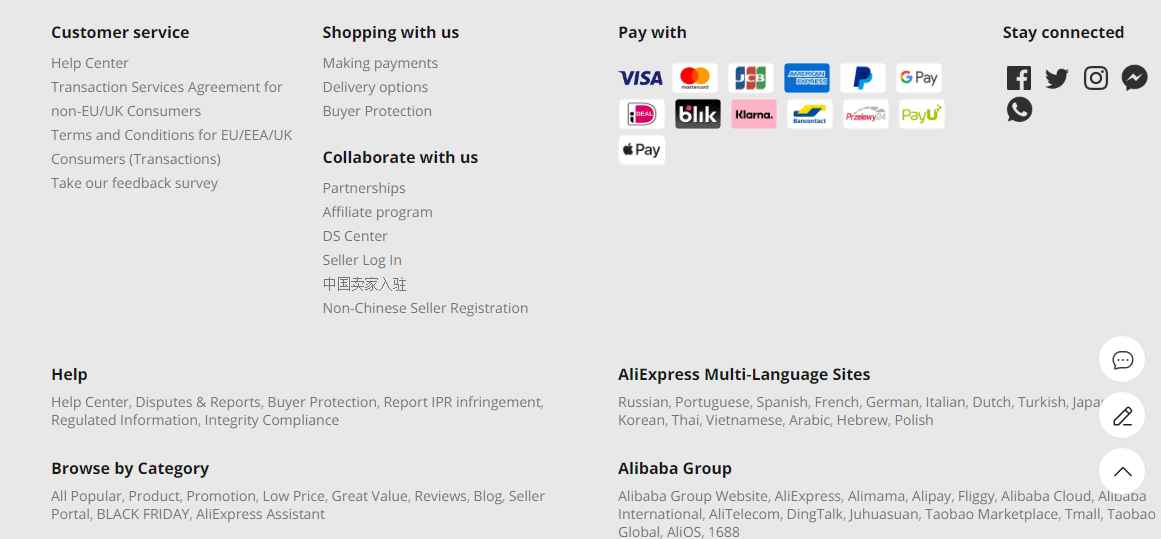 Customer service
Help Center
Transaction Services Agreement for
non-EU/UK Consumers
Terms and Conditions for EU/EEA/UK
Consumers (Transactions)
Take our feedback survey
Shopping with us
Making payments
Delivery options
Buyer Protection
Collaborate with us
Partnerships
Affiliate program
DS Center
Seller Log In
中国卖家入驻
Non-Chinese Seller Registration
Pay with
VISA
mastercard
JCB
AMERICAN
EXPRESS
G Pay
iDEAL
blik
Klarna.
Bancontact
Przelewy24
PayU
Pay
Stay connected
Help
Help Center, Disputes & Reports, Buyer Protection, Report IPR infringement,
Regulated Information, Integrity Compliance
AliExpress Multi-Language Sites
Russian, Portuguese, Spanish, French, German, Italian, Dutch, Turkish,
Korean, Thai, Vietnamese, Arabic, Hebrew, Polish
Browse by Category
All Popular, Product, Promotion, Low Price, Great Value, Reviews, Blog, Seller
Portal, BLACK FRIDAY, AliExpress Assistant
Alibaba Group
Alibaba Group Website, AliExpress, Alimama, Alipay, Fliggy, Alibaba Cloud, Alibaba
International, AliTelecom, DingTalk, Juhuasuan, Taobao Marketplace, Tmall, Taobao
Global, AliOS, 1688